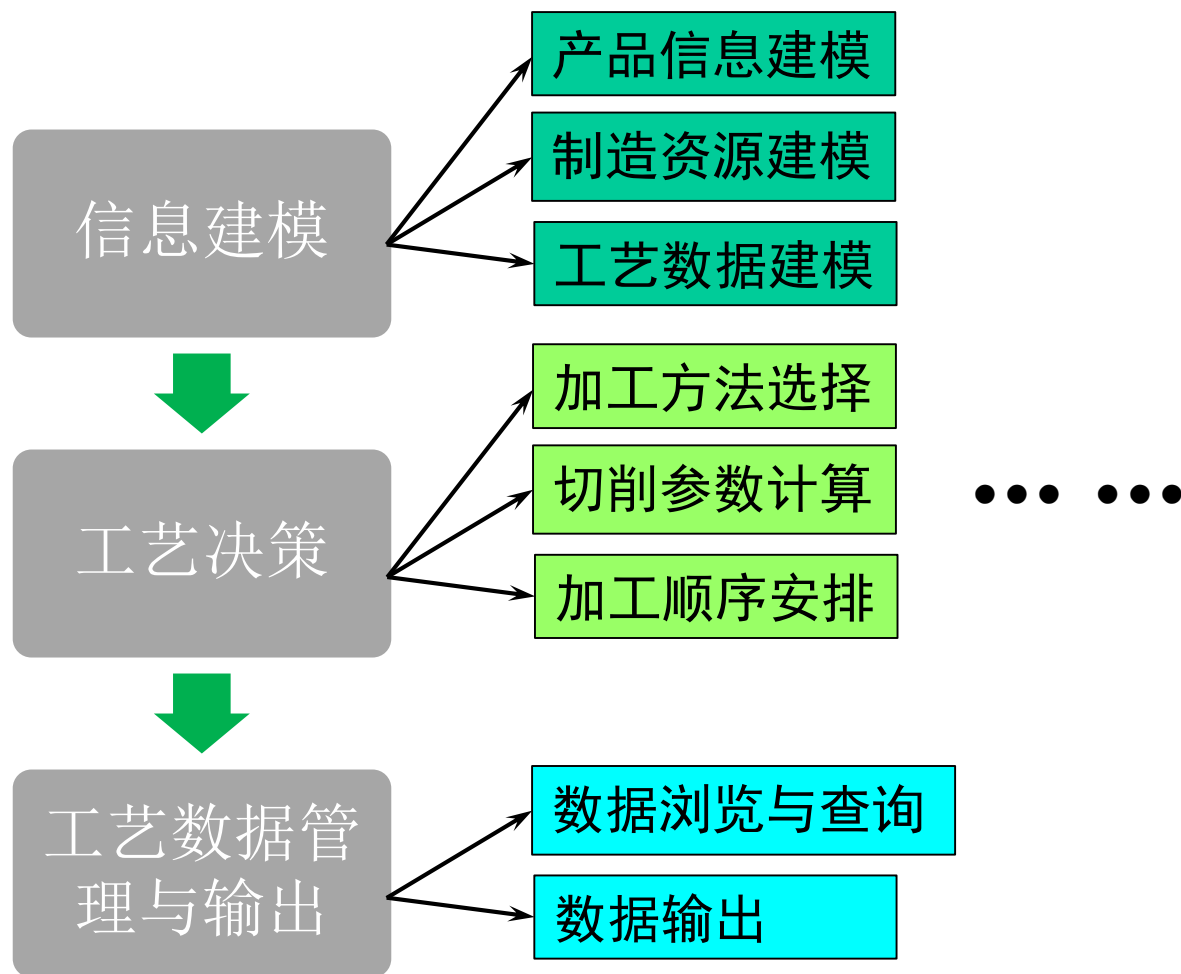 信息建模
产品信息建模
制造资源建模
工艺数据建模
工艺决策
加工方法选择
切削参数计算
加工顺序安排
••• •••
工艺数据管
理与输出
数据浏览与查询
数据输出